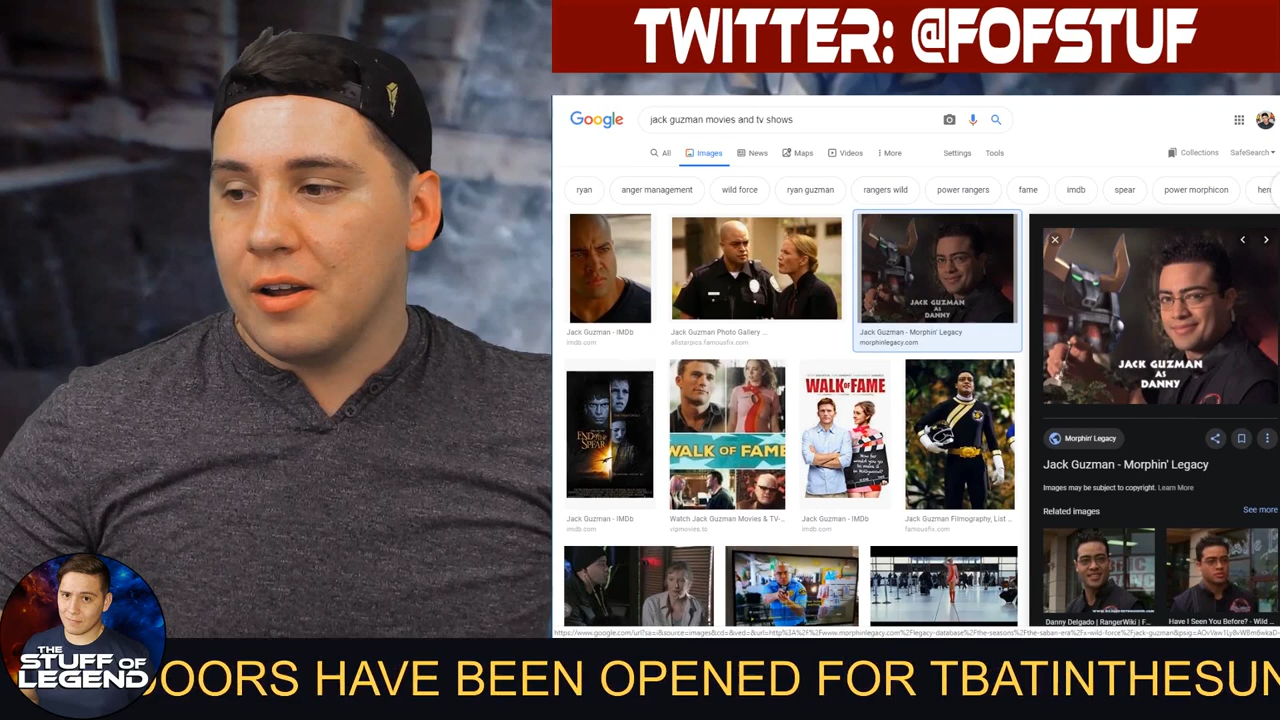 TWITTER: @FOFSTUF
Google
jack guzman movies and tv shows
All
Images
News
Maps
Videos
More
Settings
Tools
Collections
SafeSearch
ryan
anger management
wild force
ryan guzman
rangers wild
power rangers
fame
imdb
spear
power morphicon
JACK GUZMAN
AS
DANNY
Jack Guzman - IMDb
imdb.com
Jack Guzman Photo Gallery ...
allstarpics.famousfix.com
Jack Guzman - Morphin' Legacy
morphinlegacy.com
JACK GUZMAN
AS
DANNY
Morphin' Legacy
Jack Guzman - Morphin' Legacy
Images may be subject to copyright. Learn More
Related images
See more
END OF THE SPEAR
WALK OF FAME
WALK OF FAME
Jack Guzman - IMDb
imdb.com
Watch Jack Guzman Movies & TV-...
vipmovies.to
Jack Guzman - IMDb
imdb.com
Jack Guzman Filmography, List ...
famousfix.com
Danny Delgado | RangerWiki | F...
Have I Seen You Before? - Wild ...
THE
STUFF OF
LEGEND
DOORS HAVE BEEN OPENED FOR TBATINTHESUN